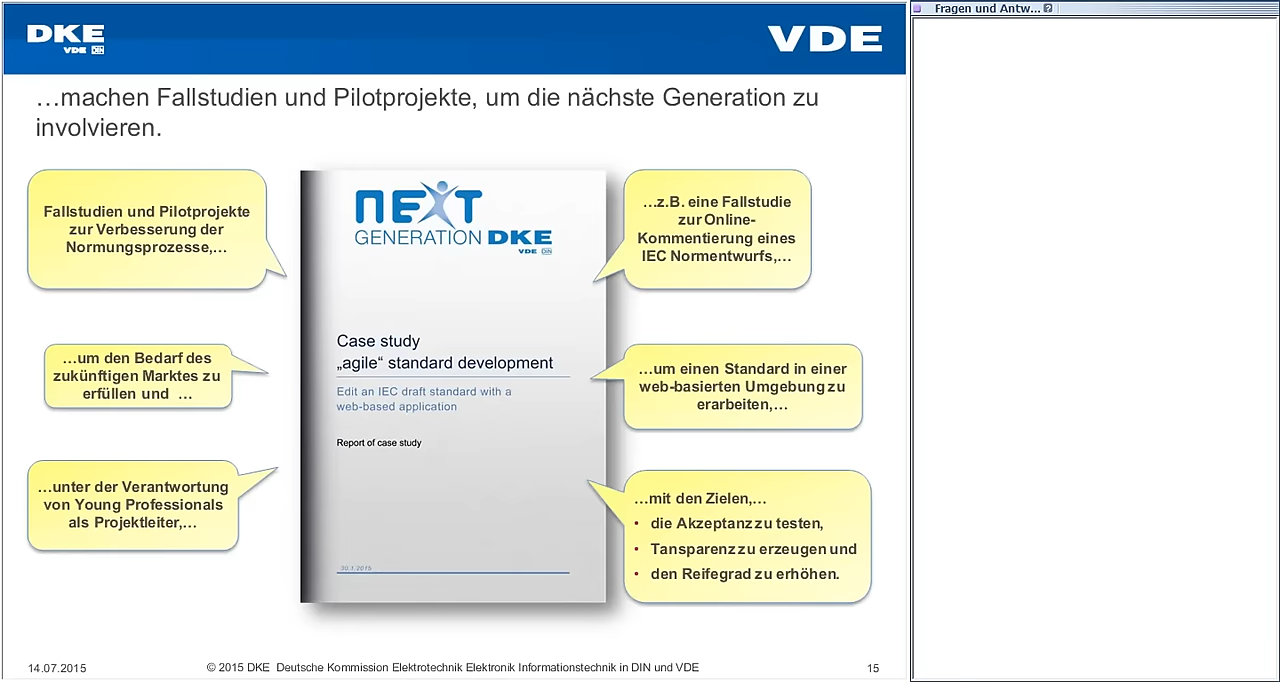 DKE
VDE DIN
VDE
Fragen und Antw...
…machen Fallstudien und Pilotprojekte, um die nächste Generation zu
involvieren.
Fallstudien und Pilotprojekte
zur Verbesserung der
Normungsprozesse,…
…um den Bedarf des
zukünftigen Marktes zu
erfüllen und …
…unter der Verantwortung
von Young Professionals
als Projektleiter,…
NEXT
GENERATION DKE
VDE DIN
Case study
„agile“ standard development
Edit an IEC draft standard with a
web-based application
Report of case study
30.1.2015
…z.B. eine Fallstudie
zur Online-
Kommentierung eines
IEC Normentwurfs,…
…um einen Standard in einer
web-basierten Umgebung zu
erarbeiten,…
…mit den Zielen,…
• die Akzeptanz zu testen,
• Tansparenz zu erzeugen und
• den Reifegrad zu erhöhen.
14.07.2015
© 2015 DKE Deutsche Kommission Elektrotechnik Elektronik Informationstechnik in DIN und VDE
15